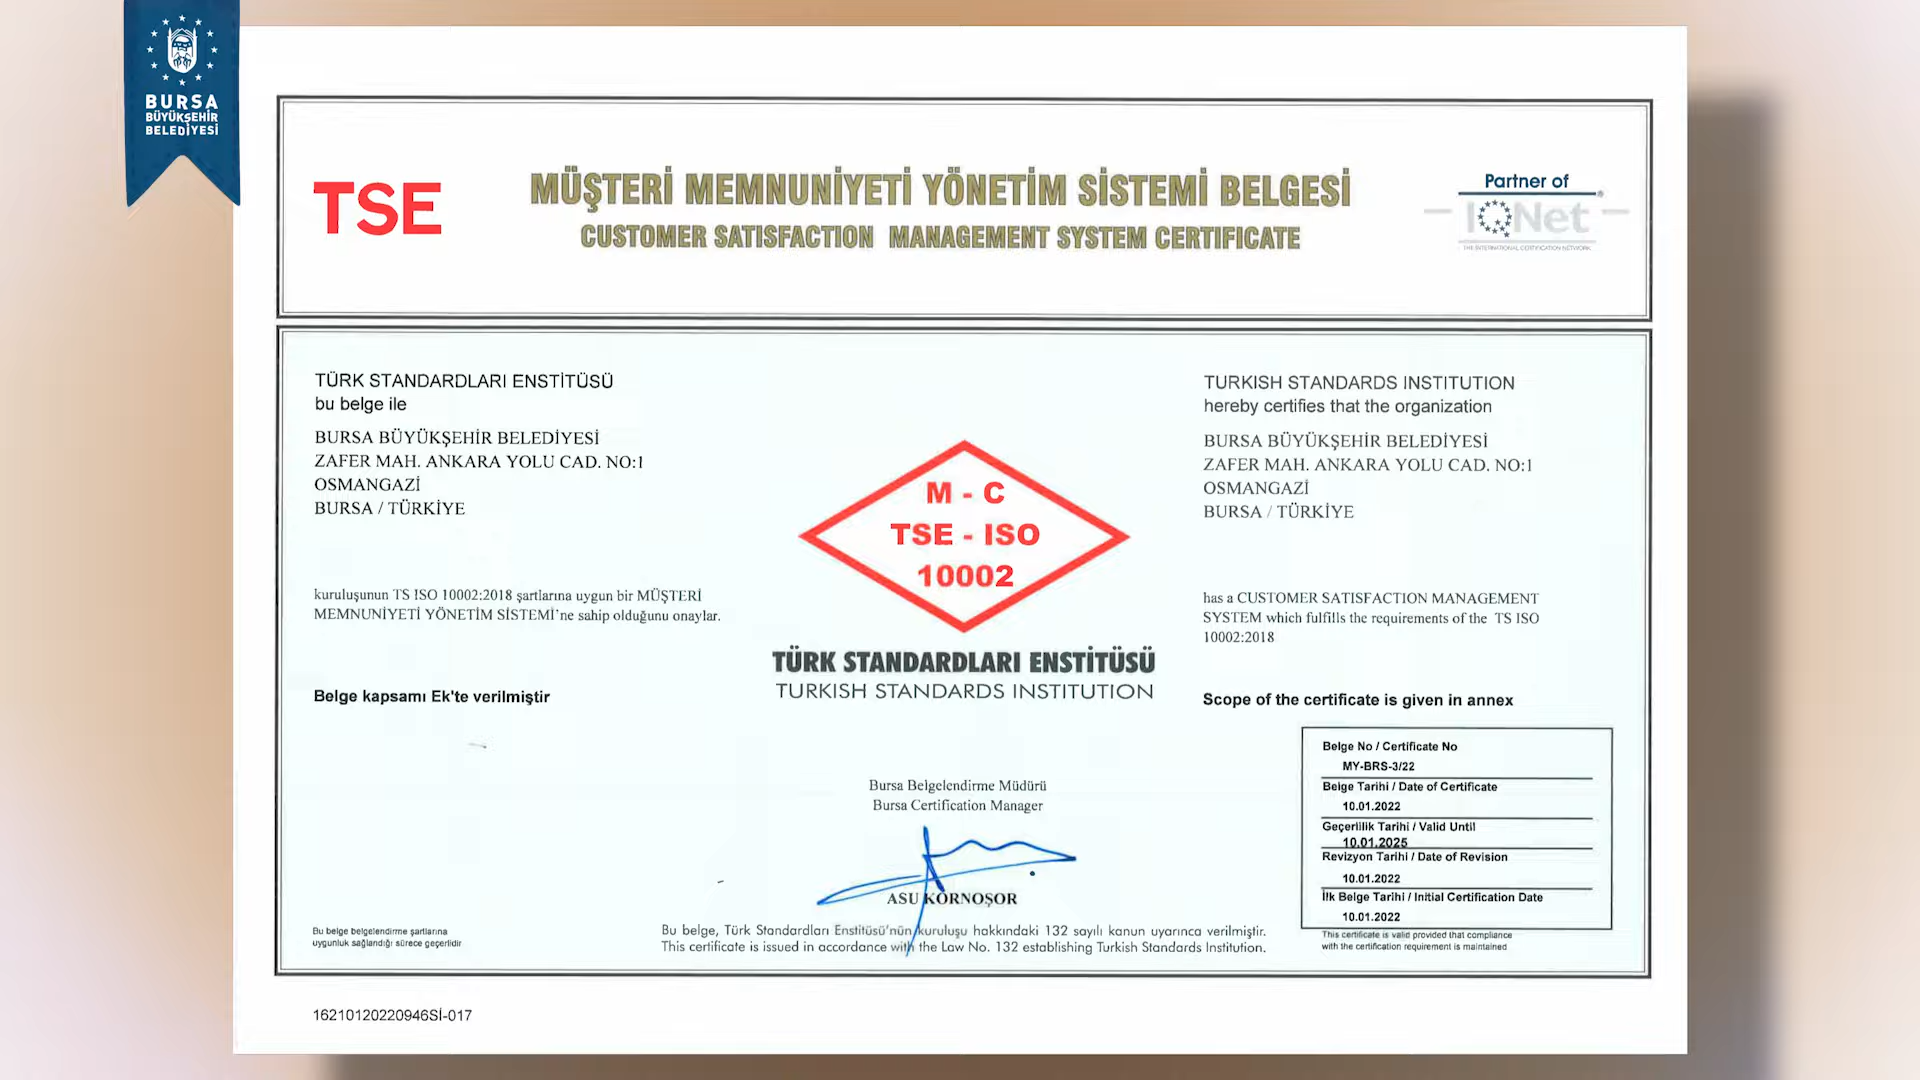 BURSA
BÜYÜKŞEHİR
BELEDİYESİ
TSE
MÜŞTERİ MEMNUNİYETİ YÖNETİM SİSTEMİ BELGESİ
CUSTOMER SATISFACTION MANAGEMENT SYSTEM CERTIFICATE
Partner of
IQNet
THE INTERNATIONAL CERTIFICATION NETWORK
TÜRK STANDARDLARI ENSTİTÜSÜ
bu belge ile
BURSA BÜYÜKŞEHİR BELEDİYESİ
ZAFER MAH. ANKARA YOLU CAD. NO:1
OSMANGAZİ
BURSA / TÜRKİYE
kuruluşunun TS ISO 10002:2018 şartlarına uygun bir MÜŞTERİ
MEMNUNİYETİ YÖNETİM SİSTEMİ'ne sahip olduğunu onaylar.
Belge kapsamı Ek'te verilmiştir
M - C
TSE - ISO
10002
TÜRK STANDARDLARI ENSTİTÜSÜ
TURKISH STANDARDS INSTITUTION
TURKISH STANDARDS INSTITUTION
hereby certifies that the organization
BURSA BÜYÜKŞEHİR BELEDİYESİ
ZAFER MAH. ANKARA YOLU CAD. NO:1
OSMANGAZİ
BURSA / TÜRKİYE
has a CUSTOMER SATISFACTION MANAGEMENT
SYSTEM which fulfills the requirements of the TS ISO
10002:2018
Scope of the certificate is given in annex
Belge No / Certificate No
MY-BRS-3/22
Belge Tarihi / Date of Certificate
10.01.2022
Geçerlilik Tarihi / Valid Until
10.01.2025
Revizyon Tarihi / Date of Revision
10.01.2022
İlk Belge Tarihi / Initial Certification Date
10.01.2022
Bursa Belgelendirme Müdürü
Bursa Certification Manager
ASU KORNOŞOR
Bu belge belgelendirme şartlarına
uygunluk sağlandığı sürece geçerlidir
Bu belge, Türk Standardları Enstitüsü'nün kuruluşu hakkındaki 132 sayılı kanun uyarınca verilmiştir.
This certificate is issued in accordance with the Law No. 132 establishing Turkish Standards Institution.
This certificate is valid provided that compliance
with the certification requirement is maintained
16210120220946Sİ-017